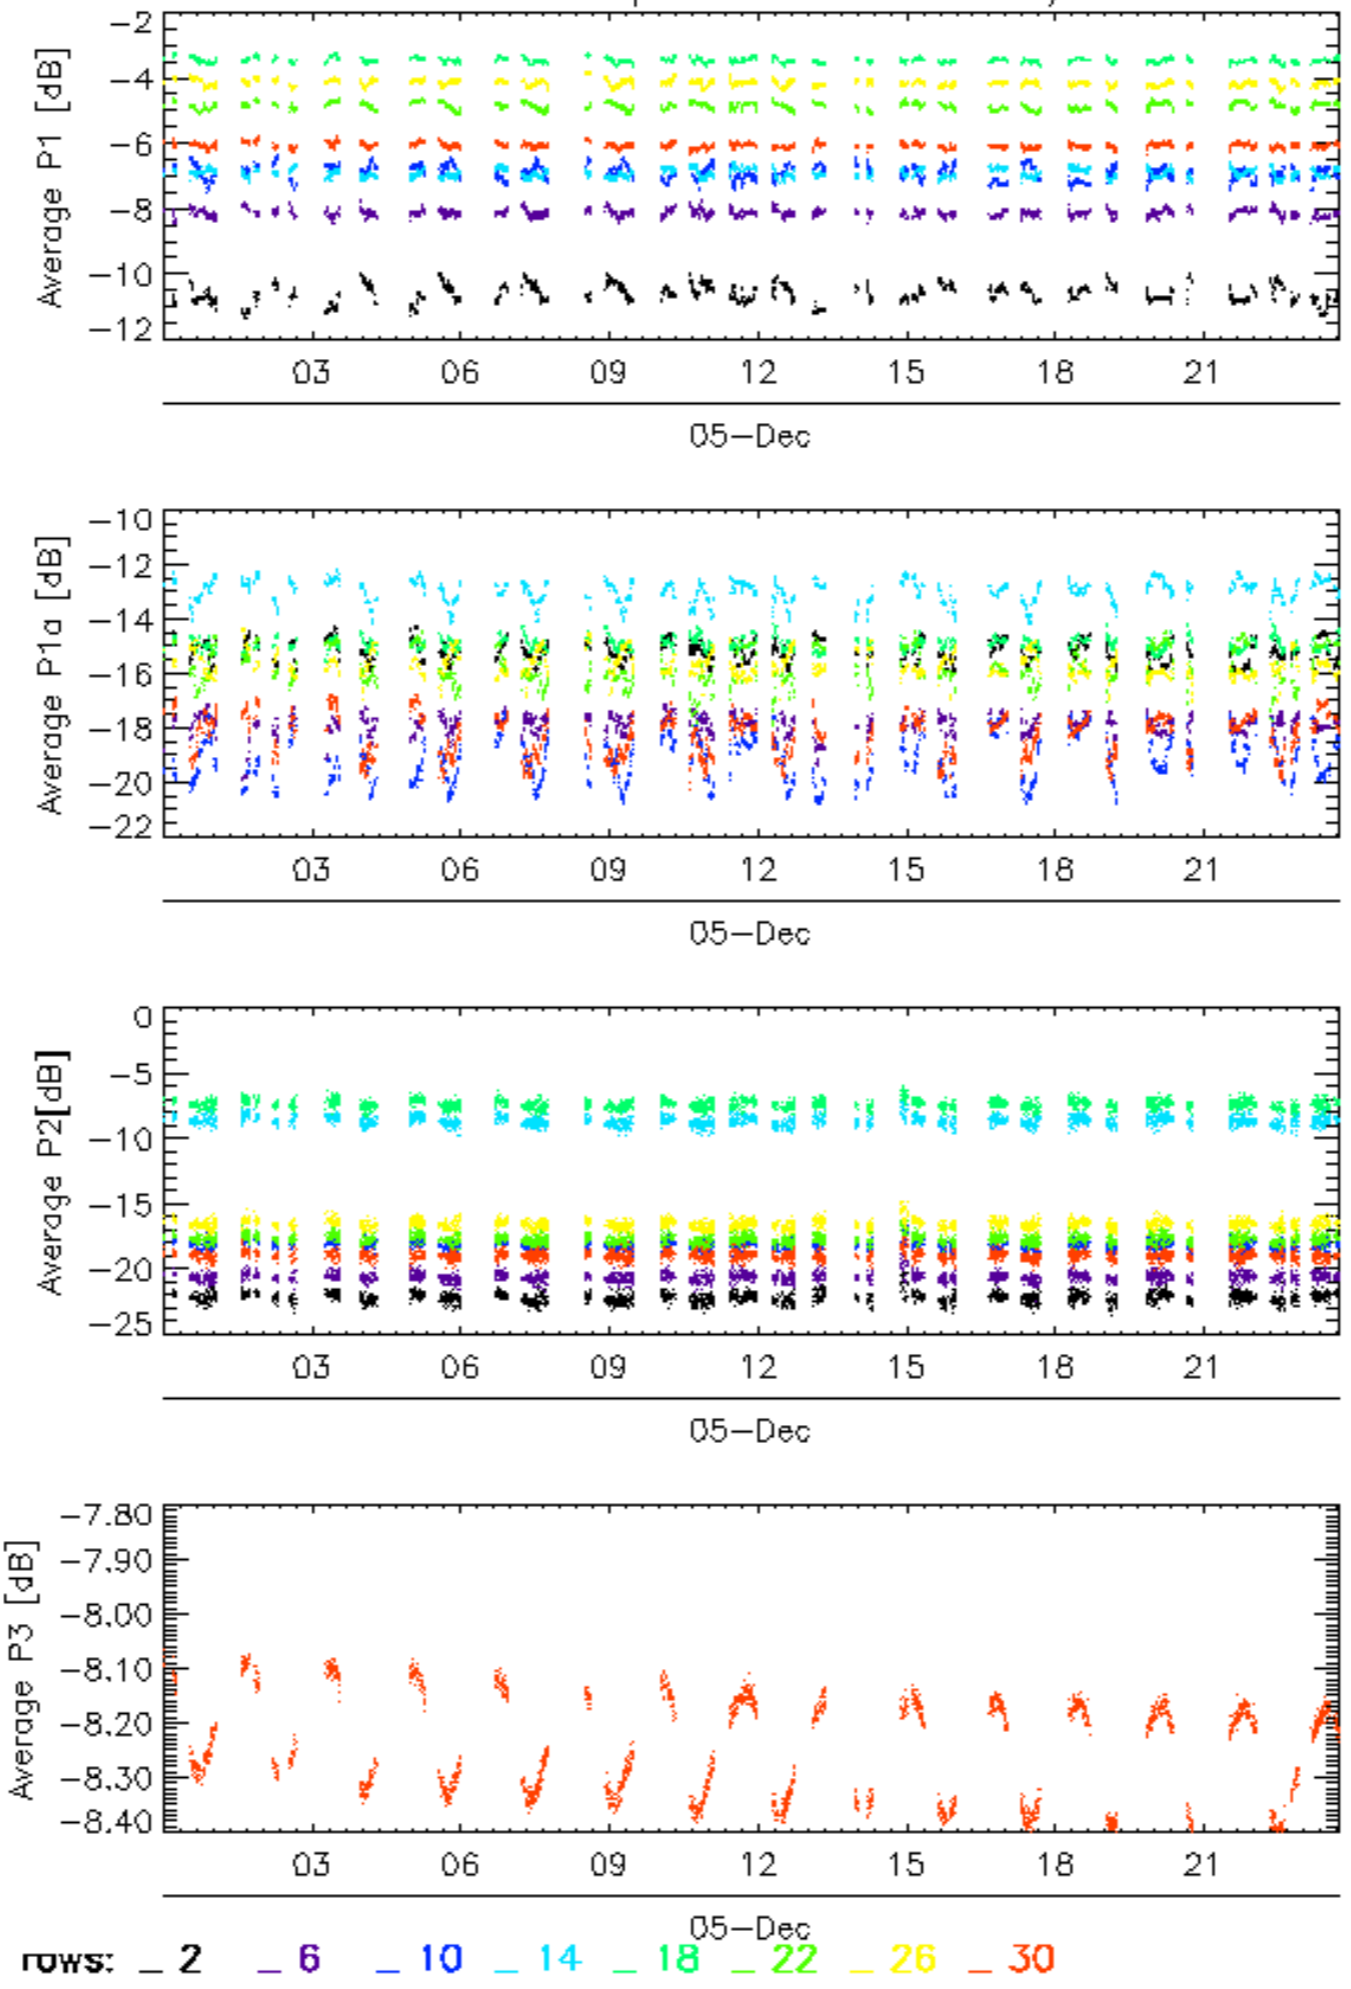 Average P1 [dB]
-2
-4
-6
-8
-10
-12
03 06 09 12 15 18 21
05-Dec
Average P1a [dB]
-10
-12
-14
-16
-18
-20
-22
03 06 09 12 15 18 21
05-Dec
Average P2[dB]
0
-5
-10
-15
-20
-25
03 06 09 12 15 18 21
05-Dec
Average P3 [dB]
-7.80
-7.90
-8.00
-8.10
-8.20
-8.30
-8.40
03 06 09 12 15 18 21
05-Dec
rows: _ 2 _ 6 _ 10 _ 14 _ 18 _ 22 _ 26 _ 30